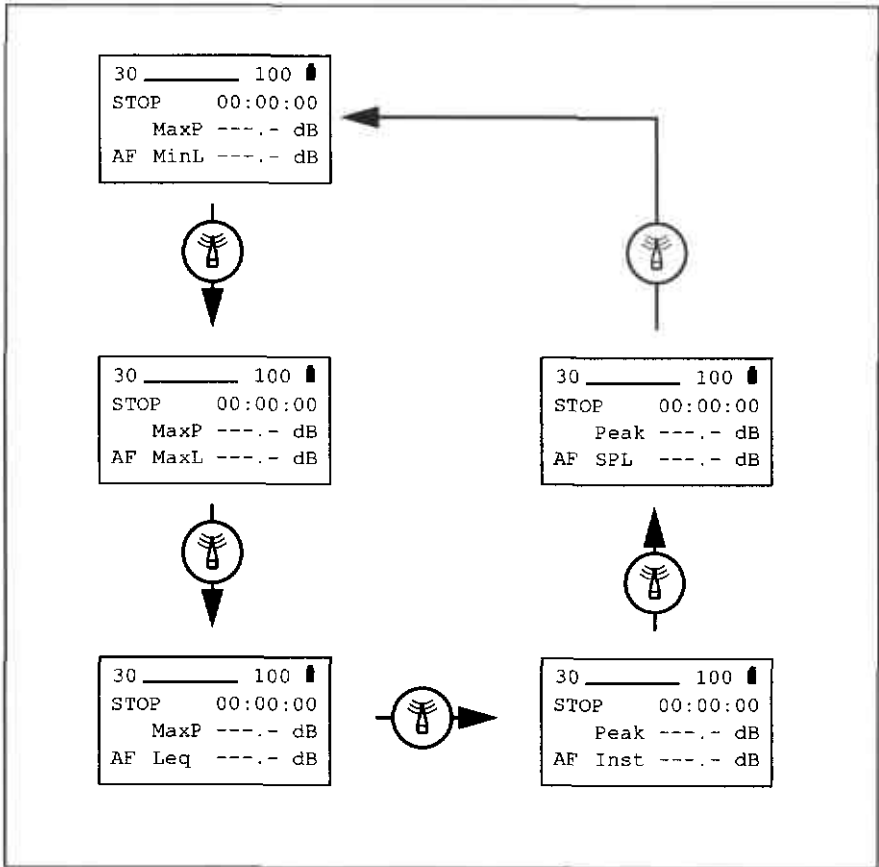 30 100
STOP 00:00:00
MaxP ---.- dB
AF MinL ---.- dB
30 100
STOP 00:00:00
MaxP ---.- dB
AF MaxL ---.- dB
30 100
STOP 00:00:00
MaxP ---.- dB
AF Leq ---.- dB
30 100
STOP 00:00:00
Peak ---.- dB
AF Inst ---.- dB
30 100
STOP 00:00:00
Peak ---.- dB
AF SPL ---.- dB